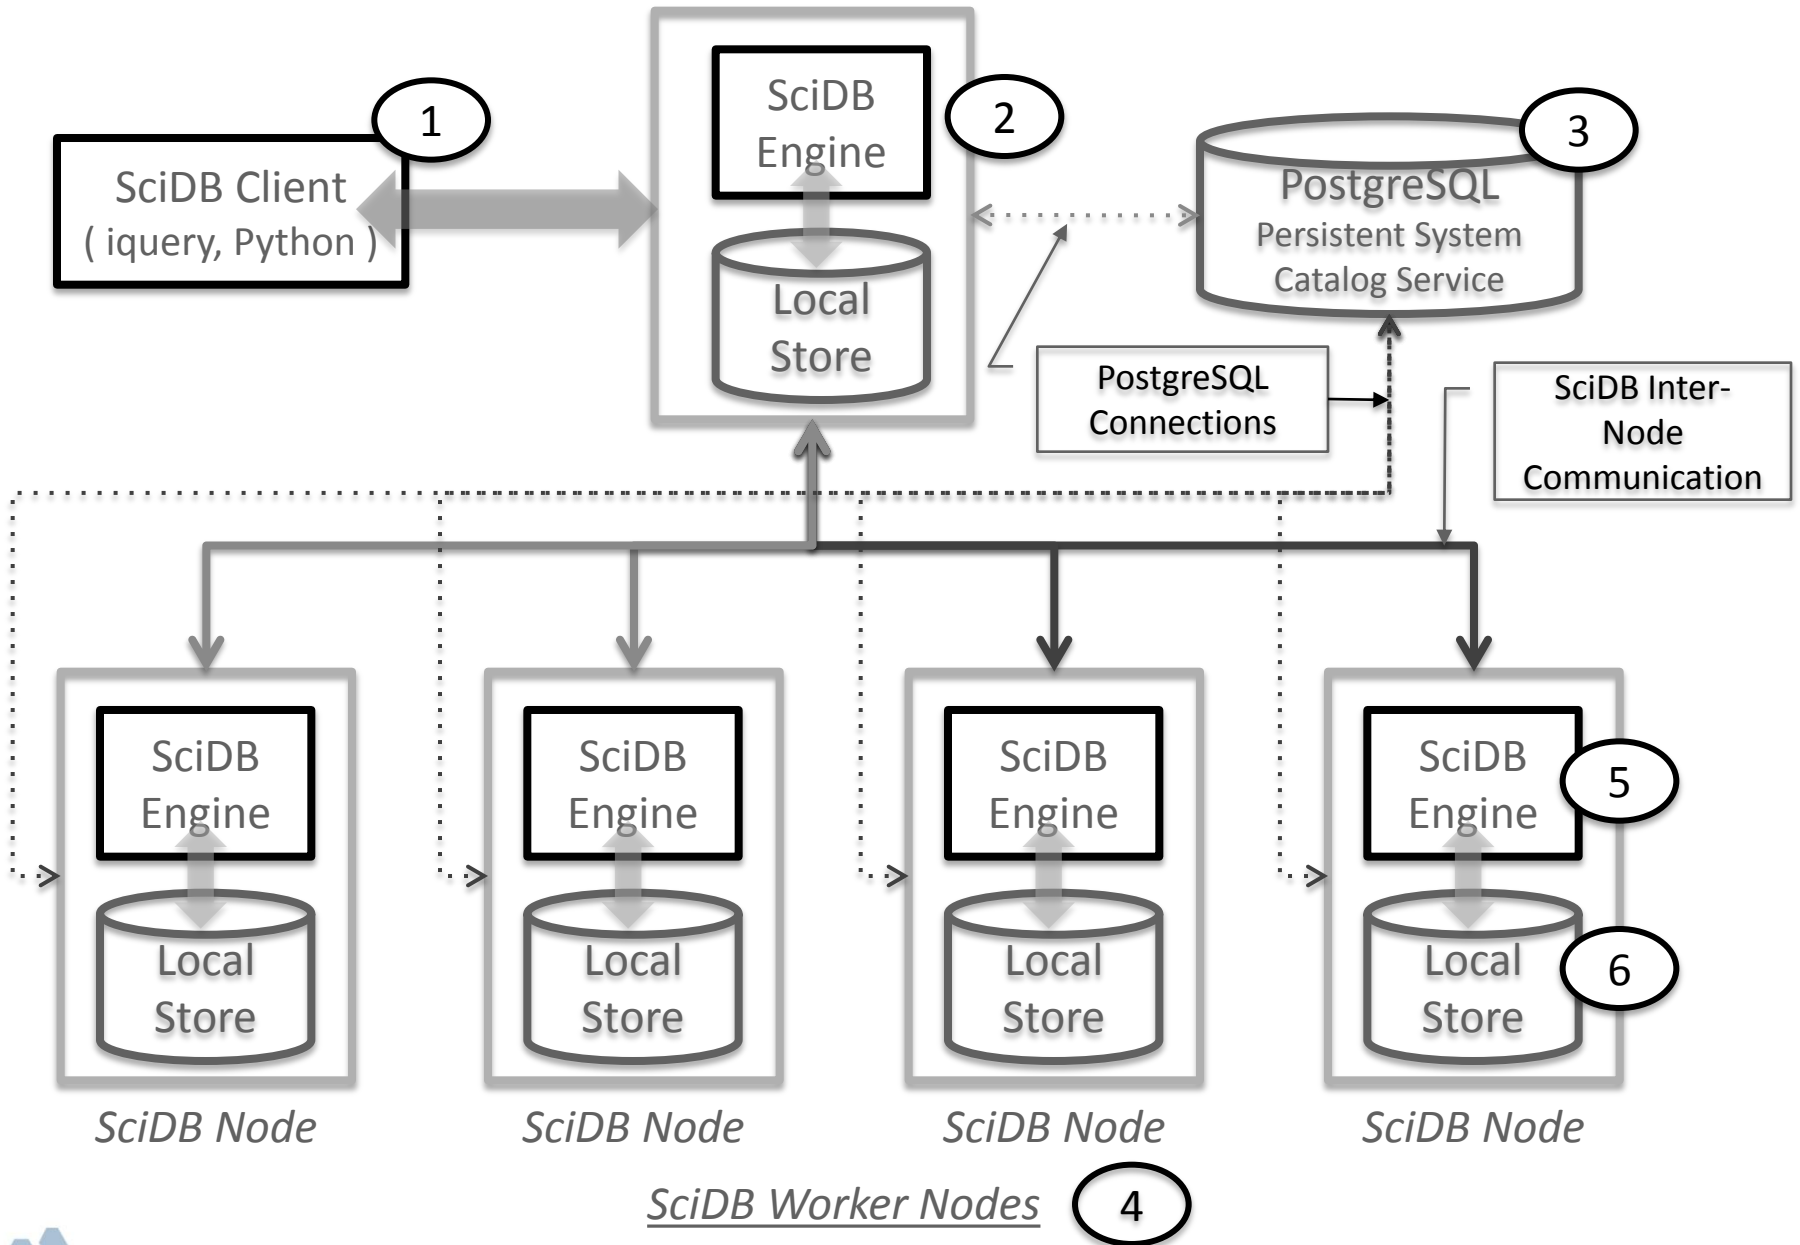 1
SciDB Client
( iquery, Python )
SciDB
Engine
2
Local
Store
3
PostgreSQL
Persistent System
Catalog Service
PostgreSQL
Connections
SciDB Inter-
Node
Communication
SciDB
Engine
Local
Store
SciDB Node
SciDB
Engine
Local
Store
SciDB Node
SciDB
Engine
Local
Store
SciDB Node
SciDB
Engine
5
Local
Store
6
SciDB Node
SciDB Worker Nodes
4